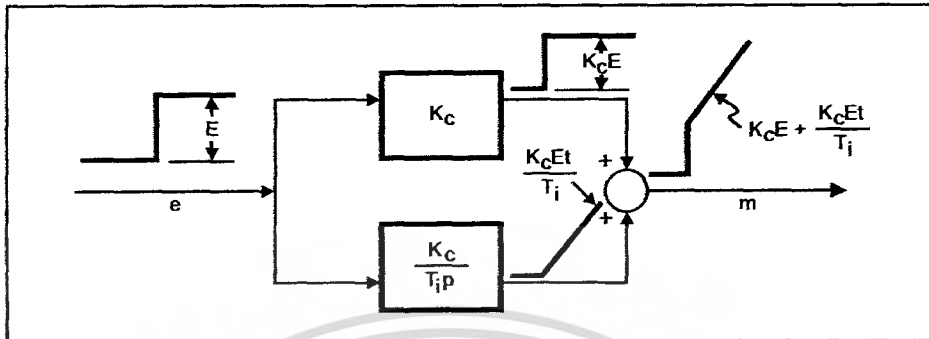 E
e
K_c
K_cE
K_c
T_ip
K_cEt
T_i
+
+
K_cE + K_cEt
T_i
m